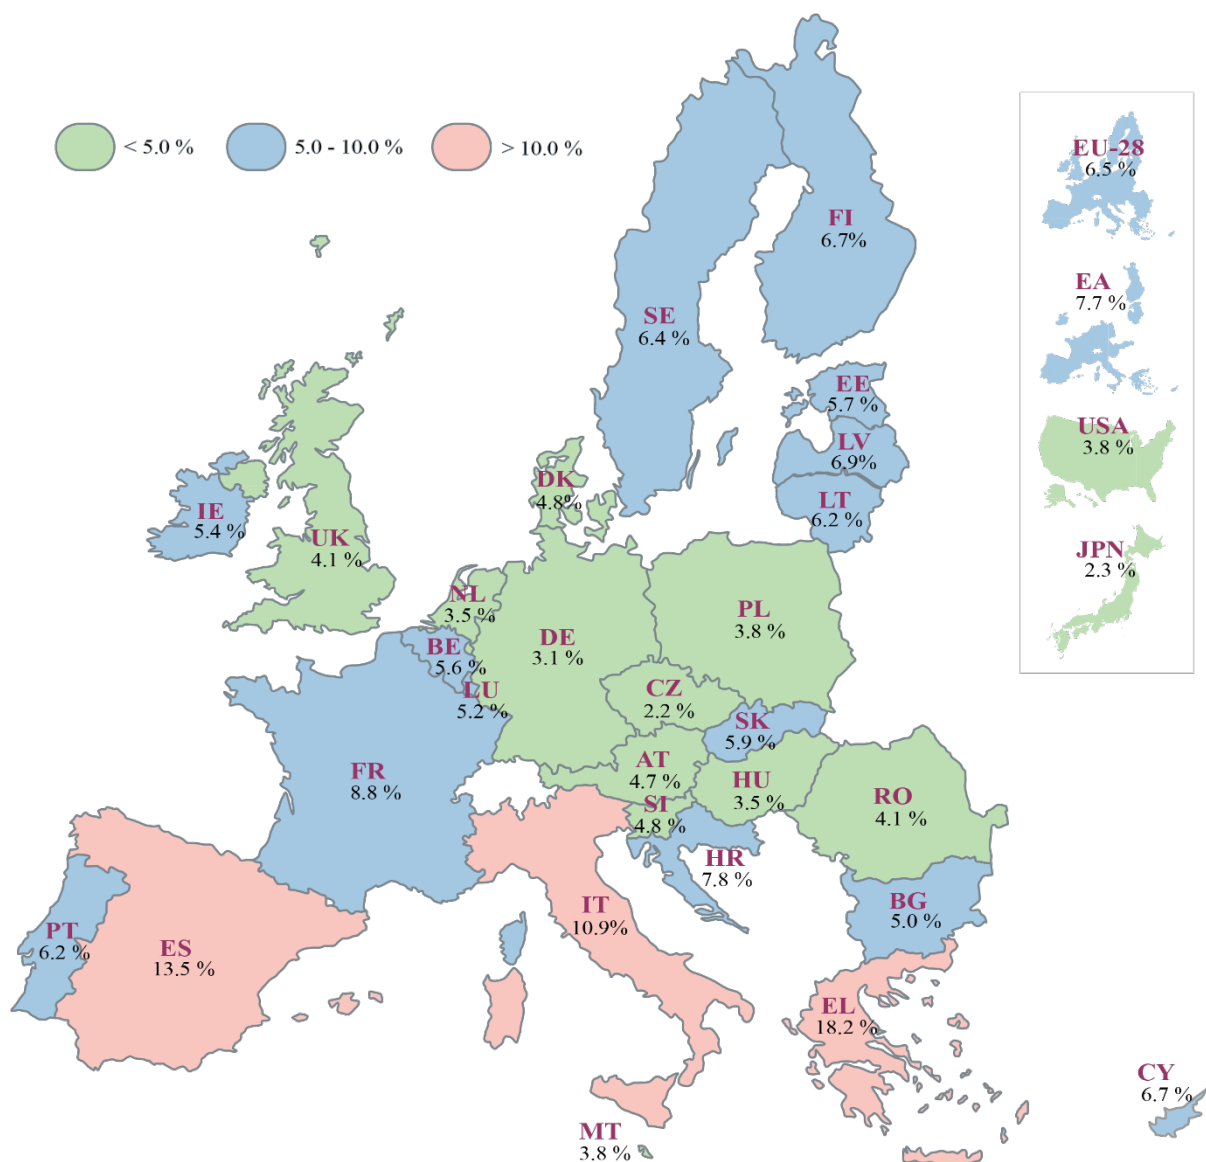 < 5.0 %
5.0 - 10.0 %
> 10.0 %
EU-28
6.5 %
EA
7.7 %
USA
3.8 %
JPN
2.3 %
FI
6.7%
SE
6.4 %
EE
5.7 %
LV
6.9%
LT
6.2 %
DK
4.8%
IE
5.4 %
UK
4.1 %
NL
3.5 %
BE
5.6 %
LU
5.2 %
DE
3.1 %
PL
3.8 %
CZ
2.2 %
SK
5.9 %
AT
4.7 %
HU
3.5 %
SI
4.8 %
RO
4.1 %
FR
8.8 %
HR
7.8 %
BG
5.0 %
IT
10.9%
PT
6.2 %
ES
13.5 %
EL
18.2 %
CY
6.7 %
MT
3.8 %